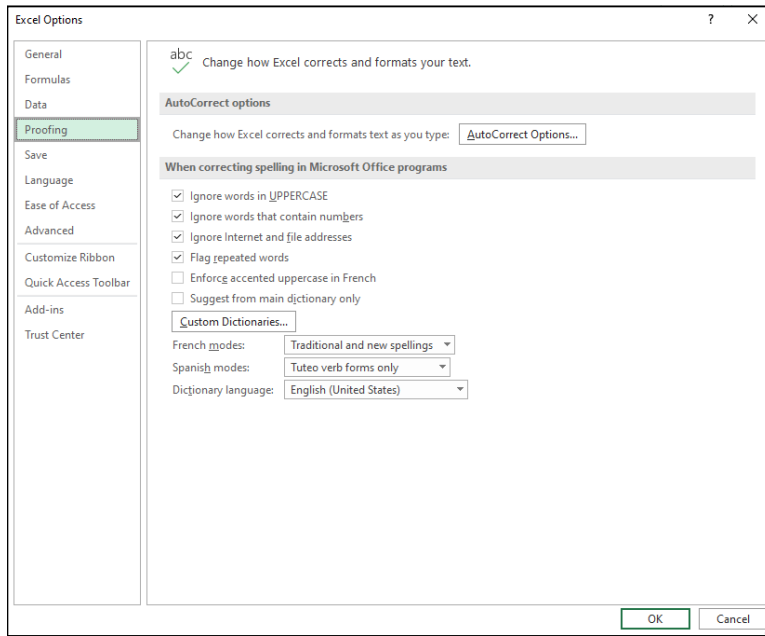 Excel Options ? ×
General
Formulas
Data
Proofing
Save
Language
Ease of Access
Advanced
Customize Ribbon
Quick Access Toolbar
Add-ins
Trust Center
abc Change how Excel corrects and formats your text.
AutoCorrect options
Change how Excel corrects and formats text as you type: AutoCorrect Options...
When correcting spelling in Microsoft Office programs
Ignore words in UPPERCASE
Ignore words that contain numbers
Ignore Internet and file addresses
Flag repeated words
Enforce accented uppercase in French
Suggest from main dictionary only
Custom Dictionaries...
French modes: Traditional and new spellings
Spanish modes: Tuteo verb forms only
Dictionary language: English (United States)
OK Cancel